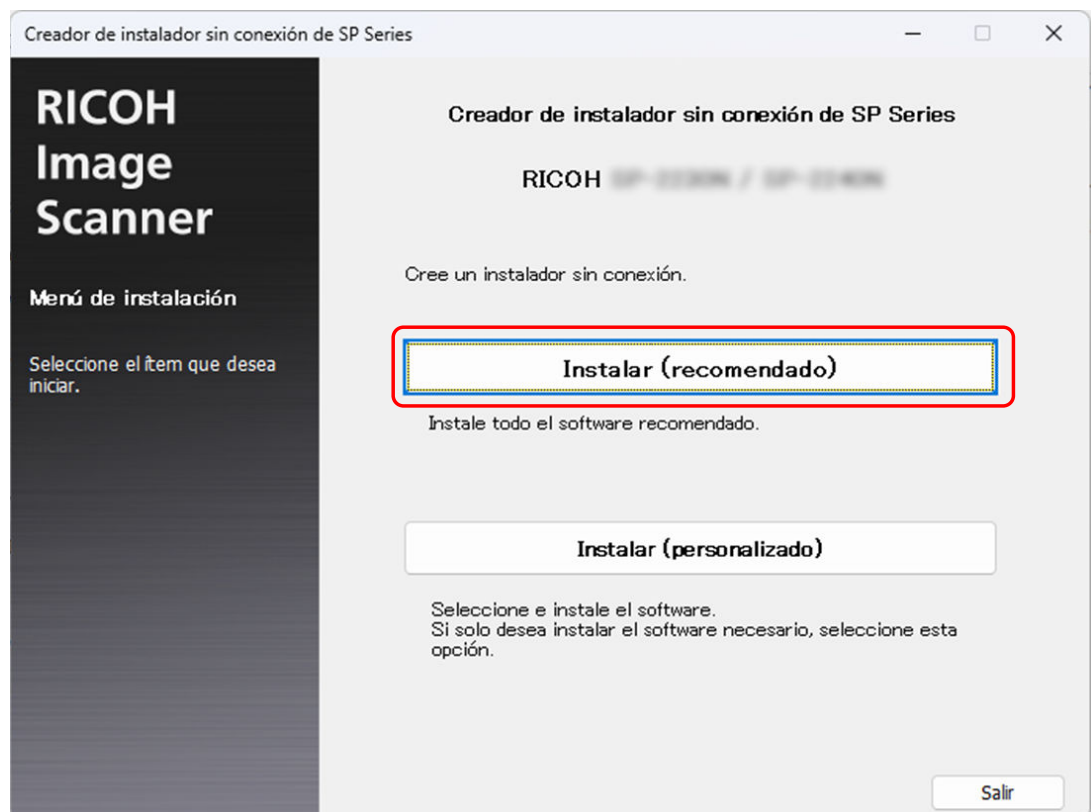 Creador de instalador sin conexión de SP Series
RICOH
Image
Scanner
Menú de instalación
Seleccione el ítem que desea
iniciar.
Creador de instalador sin conexión de SP Series
RICOH
Cree un instalador sin conexión.
Instalar (recomendado)
Instale todo el software recomendado.
Instalar (personalizado)
Seleccione e instale el software.
Si solo desea instalar el software necesario, seleccione esta
opción.
Salir